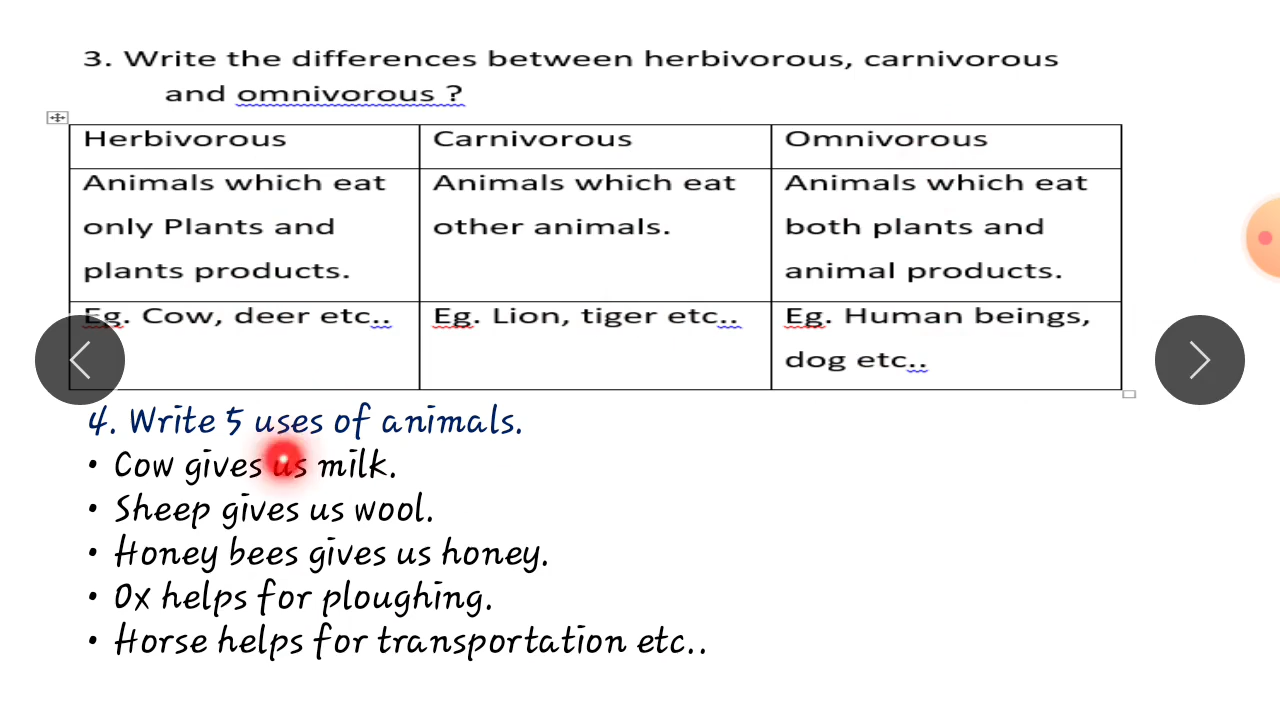 3. Write the differences between herbivorous, carnivorous
and omnivorous ?
Herbivorous
Carnivorous
Omnivorous
Animals which eat
only Plants and
plants products.
Animals which eat
other animals.
Animals which eat
both plants and
animal products.
Eg. Cow, deer etc..
Eg. Lion, tiger etc..
Eg. Human beings,
dog etc..
4. Write 5 uses of animals.
• Cow gives us milk.
• Sheep gives us wool.
• Honey bees gives us honey.
• Ox helps for ploughing.
• Horse helps for transportation etc..